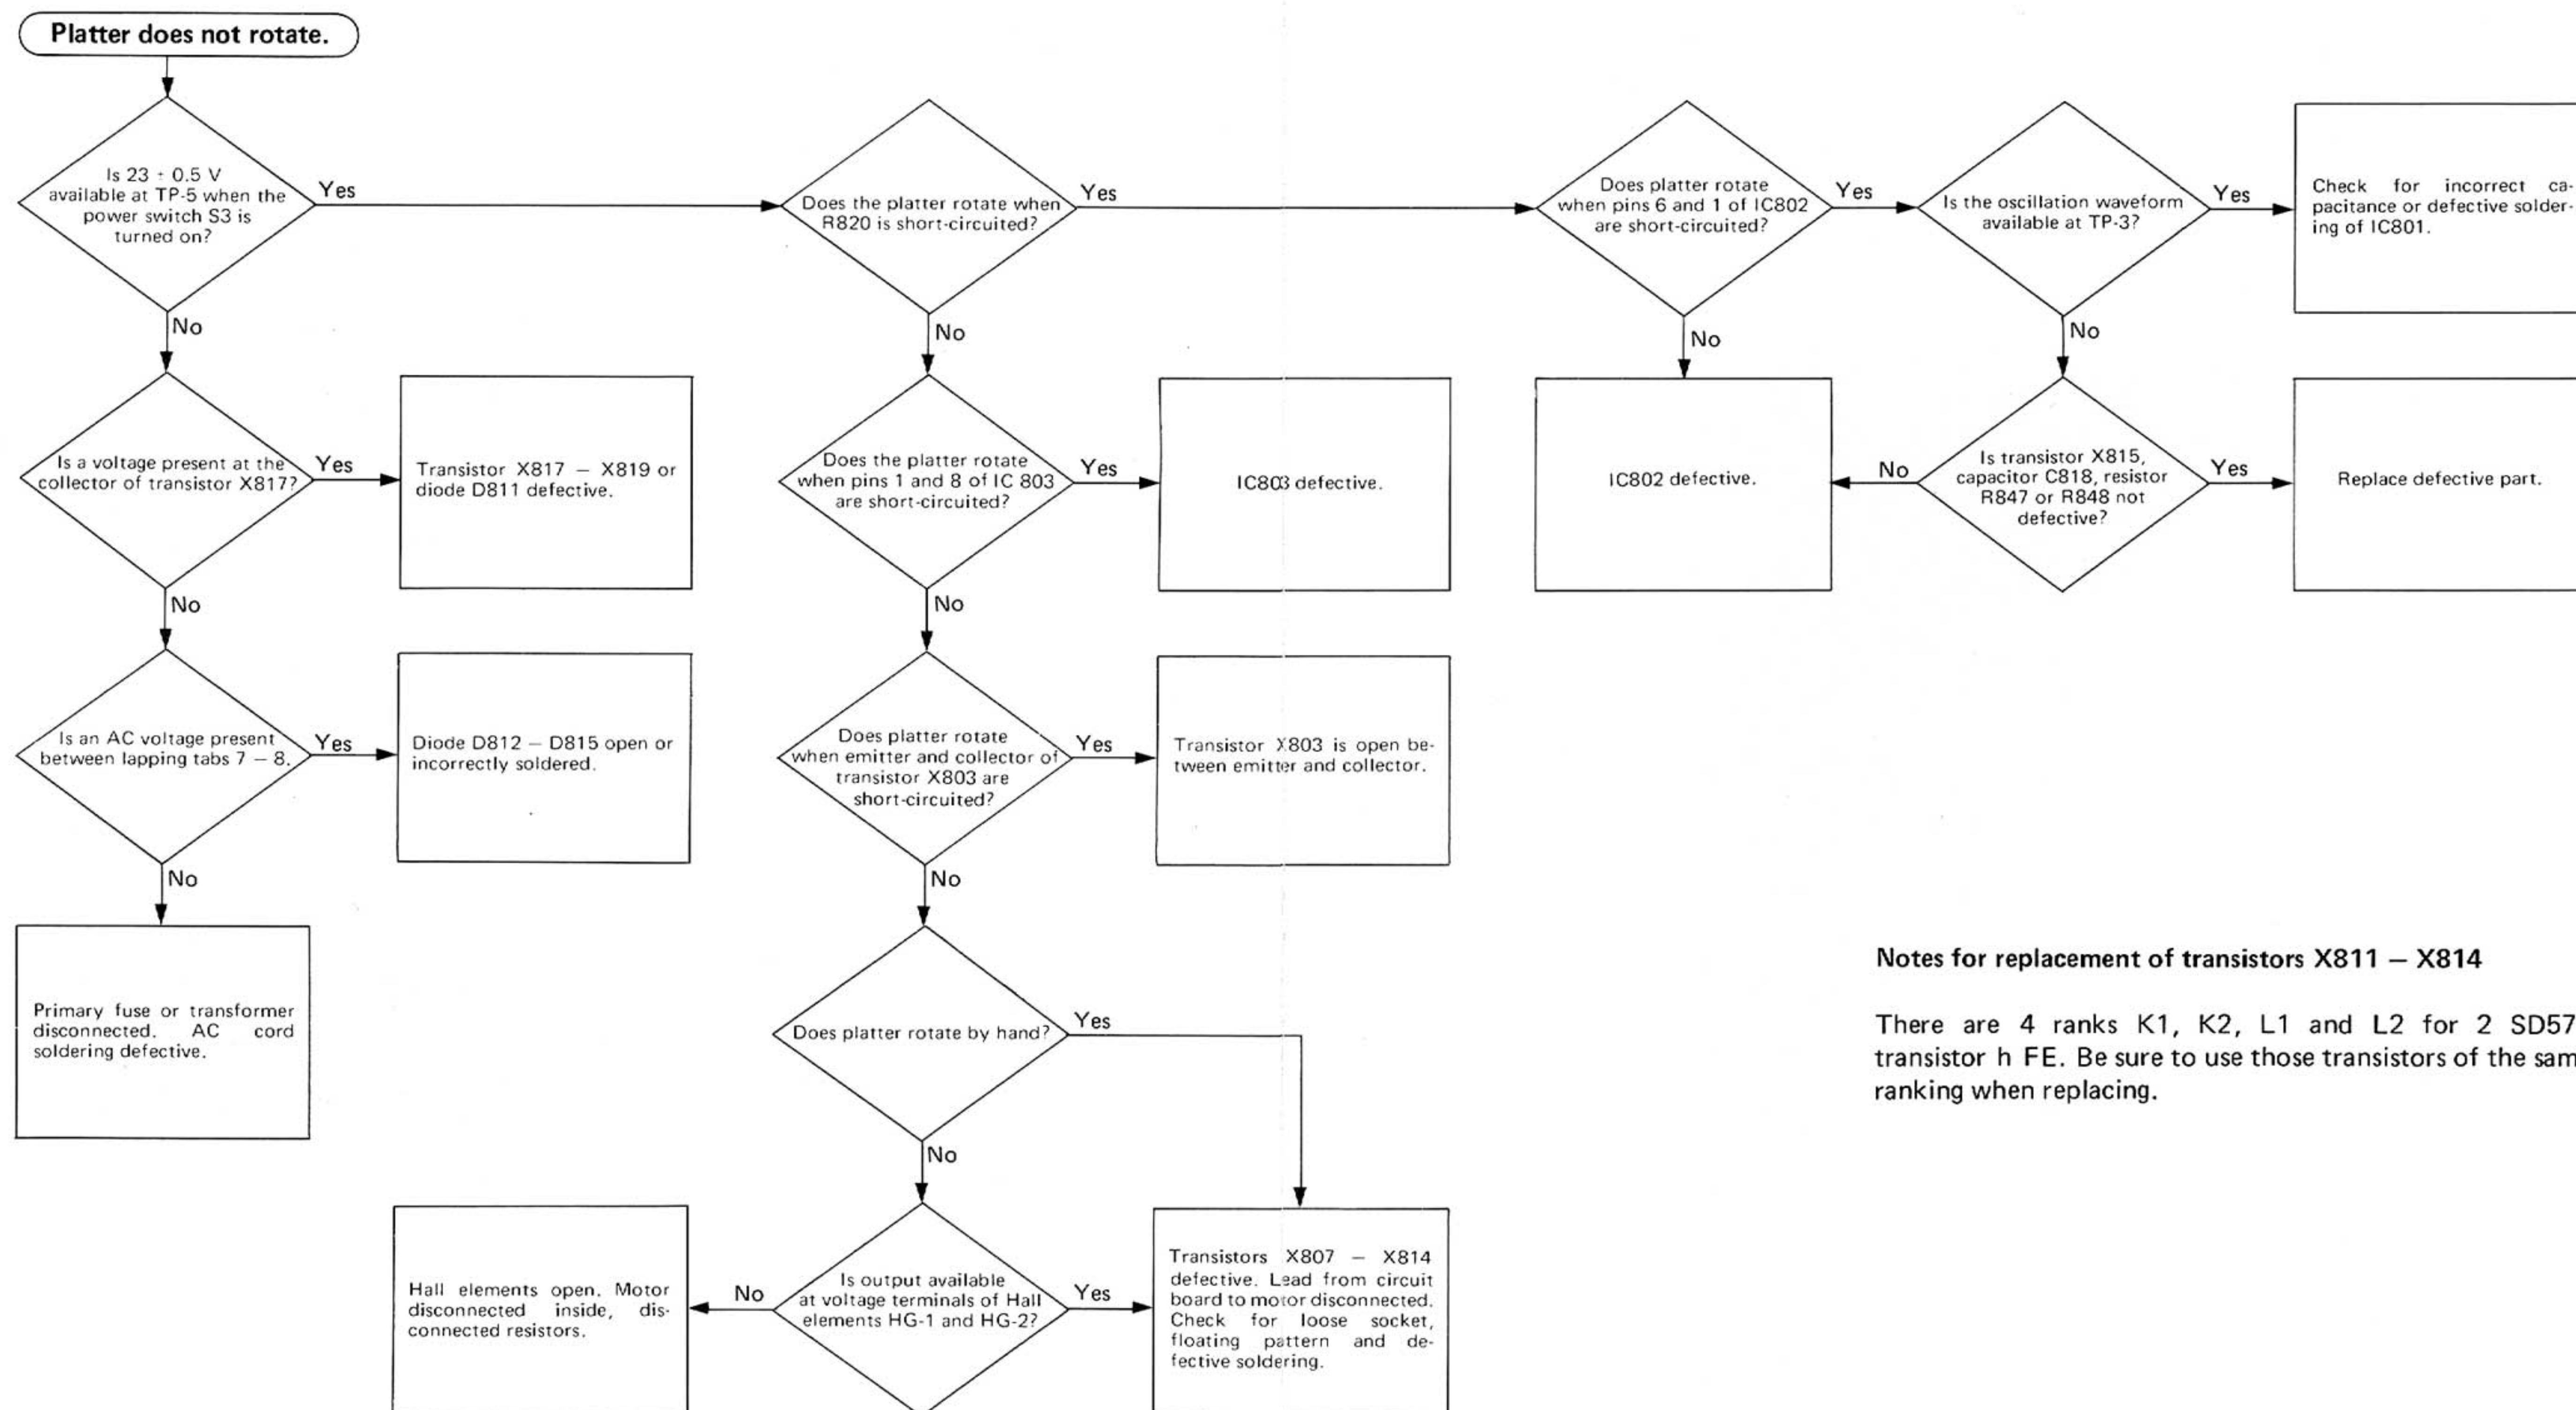 Platter does not rotate.
Is 23 ± 0.5 V
available at TP-5 when the
power switch S3 is
turned on?
Yes
No
Is a voltage present at the
collector of transistor X817?
Yes
Transistor X817 – X819 or
diode D811 defective.
No
Is an AC voltage present
between lapping tabs 7 – 8.
Yes
Diode D812 – D815 open or
incorrectly soldered.
No
Primary fuse or transformer
disconnected. AC cord
soldering defective.
Does the platter rotate when
R820 is short-circuited?
Yes
No
Does the platter rotate
when pins 1 and 8 of IC 803
are short-circuited?
Yes
IC803 defective.
No
Does platter rotate
when emitter and collector of
transistor X803 are
short-circuited?
Yes
Transistor X803 is open be-
tween emitter and collector.
No
Does platter rotate by hand?
Yes
No
Is output available
at voltage terminals of Hall
elements HG-1 and HG-2?
No
Hall elements open. Motor
disconnected inside, dis-
connected resistors.
Yes
Transistors X807 – X814
defective. Lead from circuit
board to motor disconnected.
Check for loose socket,
floating pattern and de-
fective soldering.
Does platter rotate
when pins 6 and 1 of IC802
are short-circuited?
Yes
No
IC802 defective.
Is the oscillation waveform
available at TP-3?
Yes
Check for incorrect ca-
pacitance or defective solder-
ing of IC801.
No
Is transistor X815,
capacitor C818, resistor
R847 or R848 not
defective?
No
Yes
Replace defective part.
Notes for replacement of transistors X811 – X814
There are 4 ranks K1, K2, L1 and L2 for 2 SD57
transistor h FE. Be sure to use those transistors of the sam
ranking when replacing.